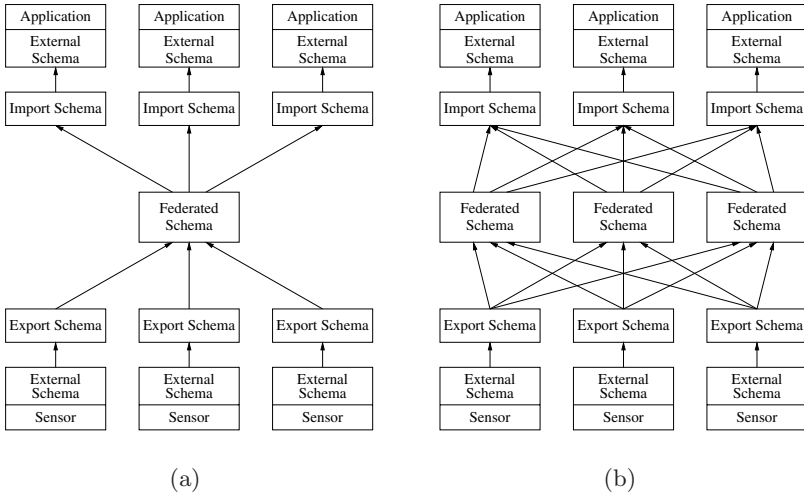 Application Application Application
External Schema External Schema External Schema
Import Schema Import Schema Import Schema
Federated Schema
Export Schema Export Schema Export Schema
External Schema External Schema External Schema
Sensor Sensor Sensor
(a)
Application Application Application
External Schema External Schema External Schema
Import Schema Import Schema Import Schema
Federated Schema Federated Schema Federated Schema
Export Schema Export Schema Export Schema
External Schema External Schema External Schema
Sensor Sensor Sensor
(b)